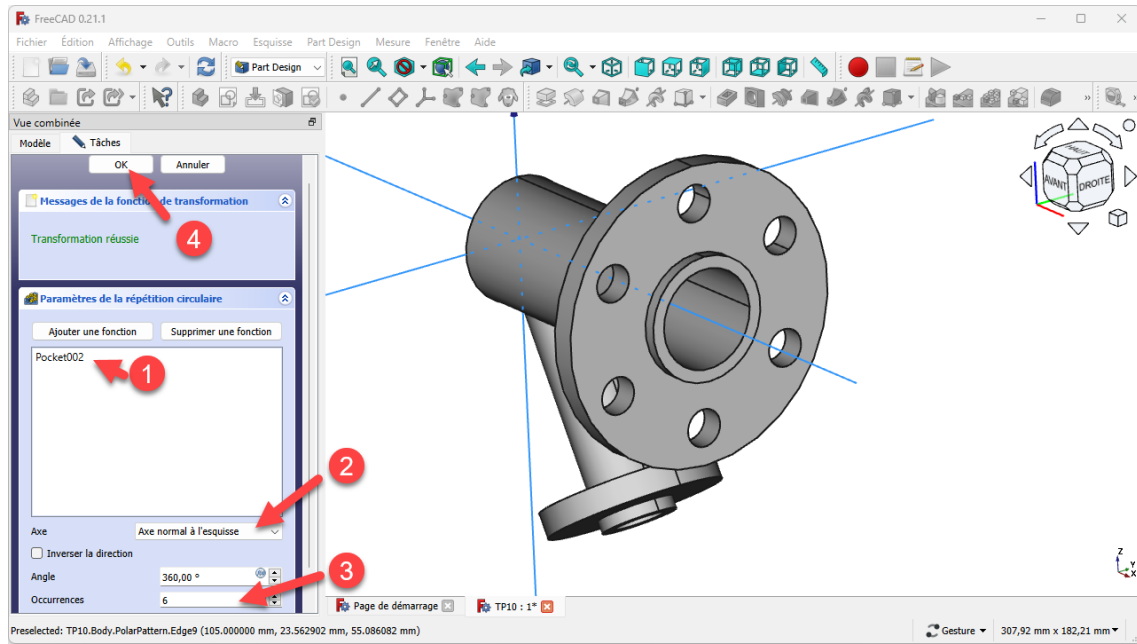 FreeCAD 0.21.1
Fichier Édition Affichage Outils Macro Esquisse Part Design Mesure Fenêtre Aide
Part Design
»
»
Vue combinée
Modèle Tâches
OK Annuler
Messages de la fonction de transformation
Transformation réussie
4
Paramètres de la répétition circulaire
Ajouter une fonction Supprimer une fonction
Pocket002
1
2
Axe Axe normal à l'esquisse
Inverser la direction
3
Angle 360,00 °
Occurrences 6
HAUT
AVANT DROITE
Z
Y
X
Page de démarrage TP10 : 1*
Preselected: TP10.Body.PolarPattern.Edge9 (105.000000 mm, 23.562902 mm, 55.086082 mm) Gesture 307,92 mm x 182,21 mm